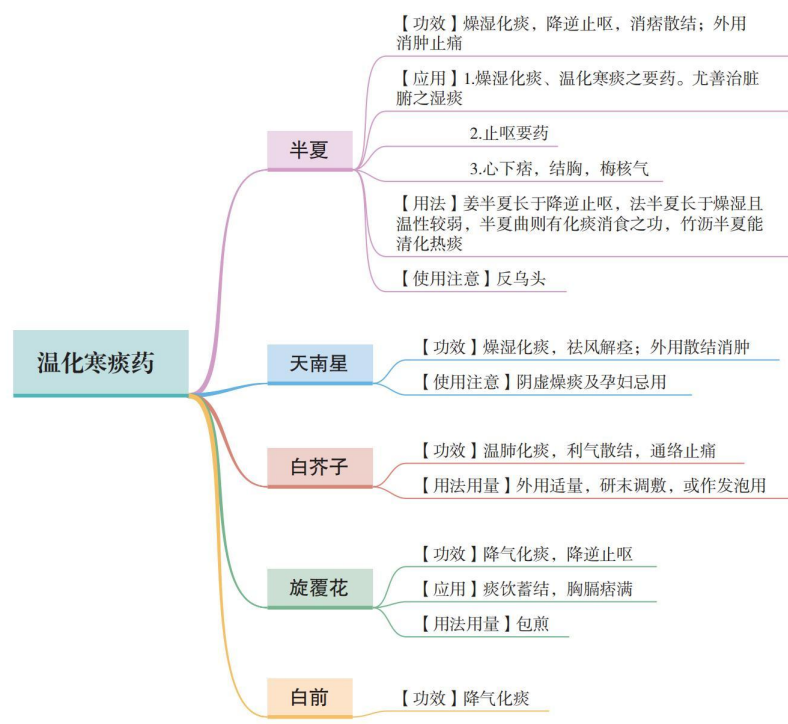 温化寒痰药
半夏
【功效】燥湿化痰，降逆止呕，消痞散结；外用
消肿止痛
【应用】1.燥湿化痰、温化寒痰之要药。尤善治脏
腑之湿痰
2.止呕要药
3.心下痞，结胸，梅核气
【用法】姜半夏长于降逆止呕，法半夏长于燥湿且
温性较弱，半夏曲则有化痰消食之功，竹沥半夏能
清化热痰
【使用注意】反乌头
天南星
【功效】燥湿化痰，祛风解痉；外用散结消肿
【使用注意】阴虚燥痰及孕妇忌用
白芥子
【功效】温肺化痰，利气散结，通络止痛
【用法用量】外用适量，研末调敷，或作发泡用
旋覆花
【功效】降气化痰，降逆止呕
【应用】痰饮蓄结，胸膈痞满
【用法用量】包煎
白前
【功效】降气化痰